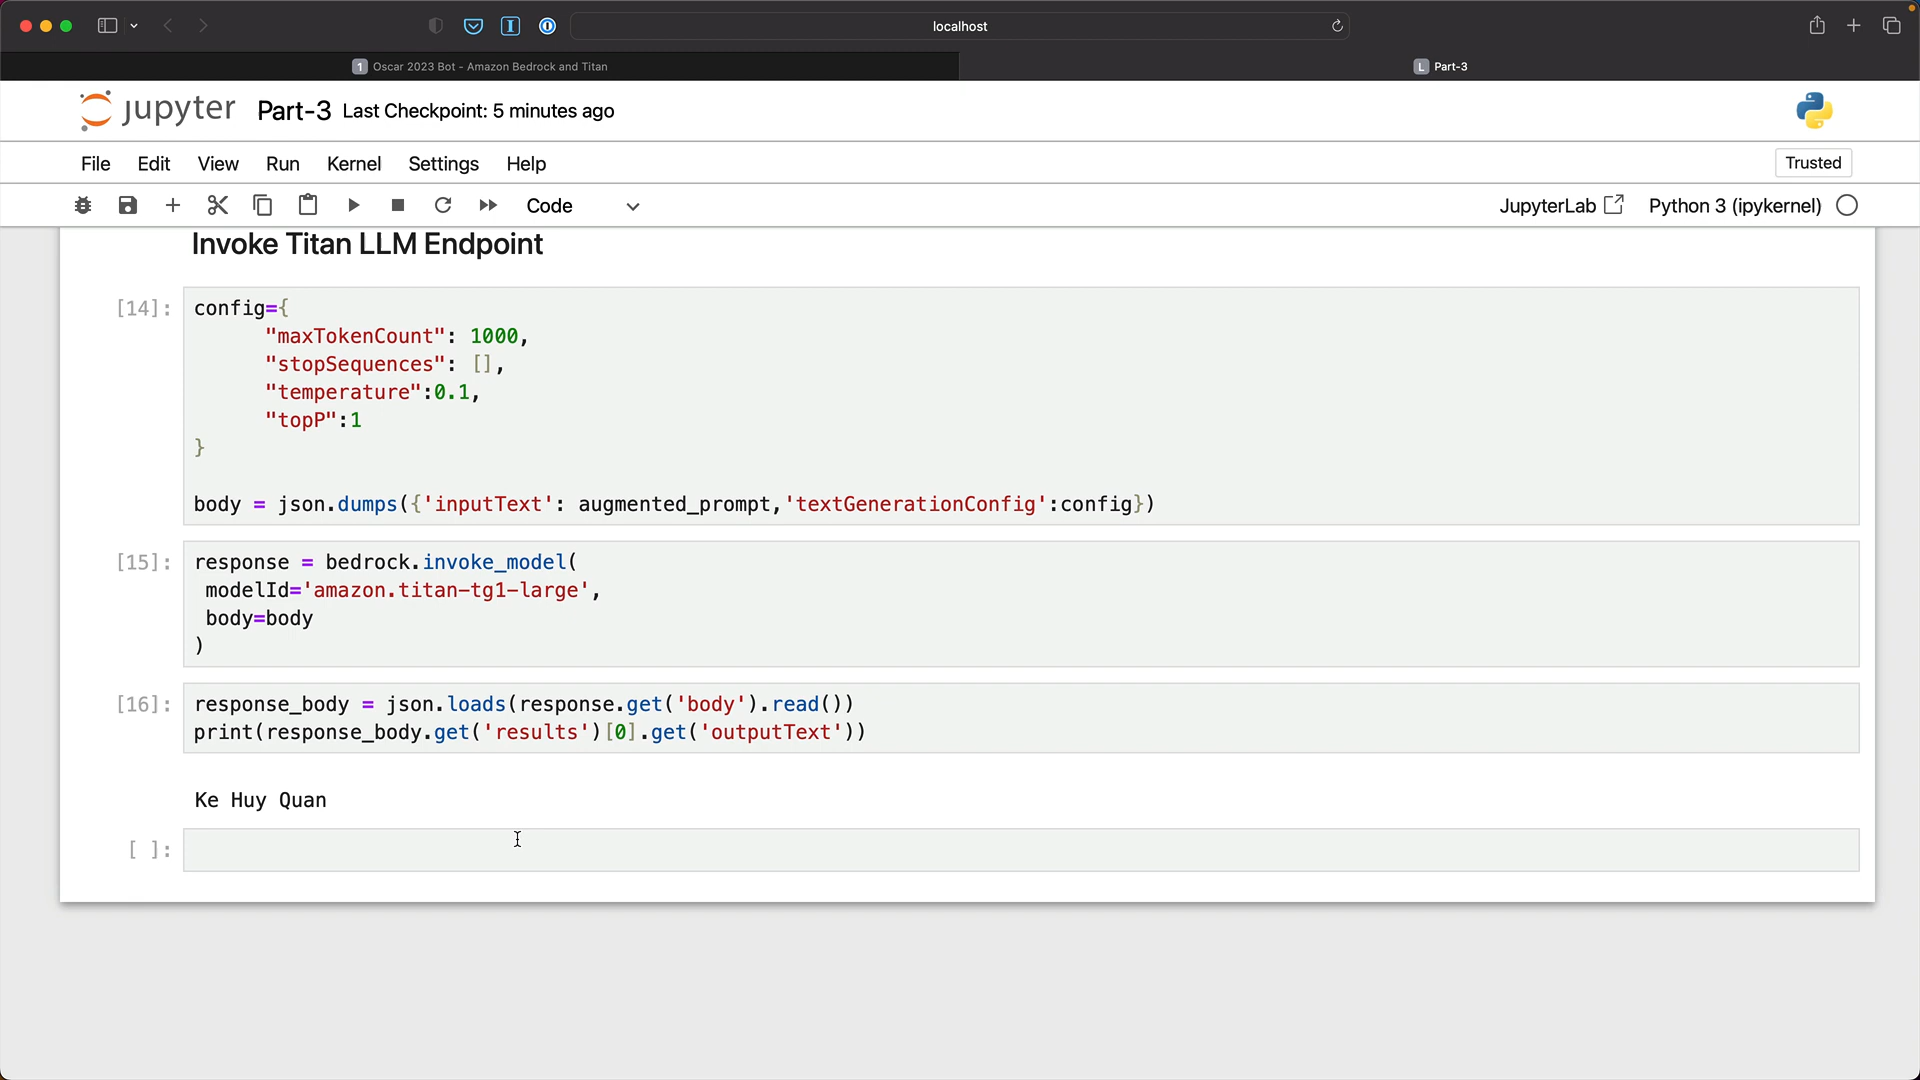 localhost
1 Oscar 2023 Bot - Amazon Bedrock and Titan
L Part-3
jupyter Part-3 Last Checkpoint: 5 minutes ago
File Edit View Run Kernel Settings Help
Trusted
Code
JupyterLab Python 3 (ipykernel)
Invoke Titan LLM Endpoint
[14]: config={
"maxTokenCount": 1000,
"stopSequences": [],
"temperature":0.1,
"topP":1
}
body = json.dumps({'inputText': augmented_prompt,'textGenerationConfig':config})
[15]: response = bedrock.invoke_model(
modelId='amazon.titan-tg1-large',
body=body
)
[16]: response_body = json.loads(response.get('body').read())
print(response_body.get('results')[0].get('outputText'))
Ke Huy Quan
[ ]: